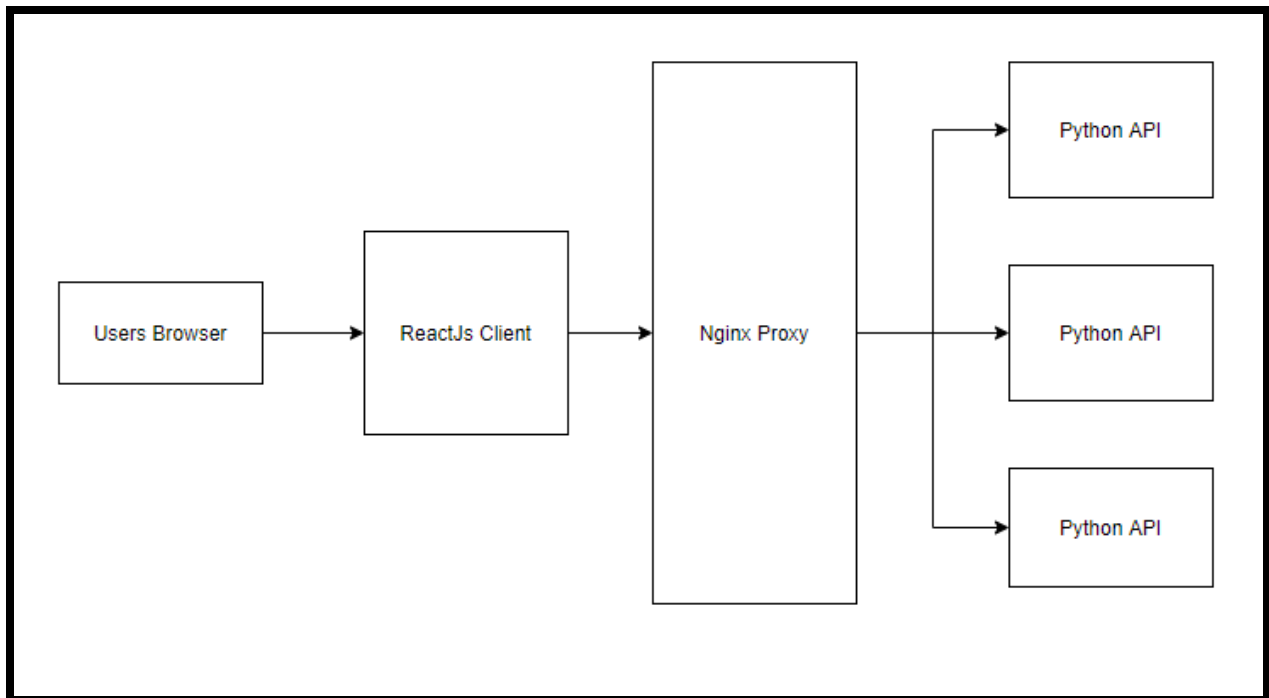 Python API
Users Browser
ReactJs Client
Nginx Proxy
Python API
Python API